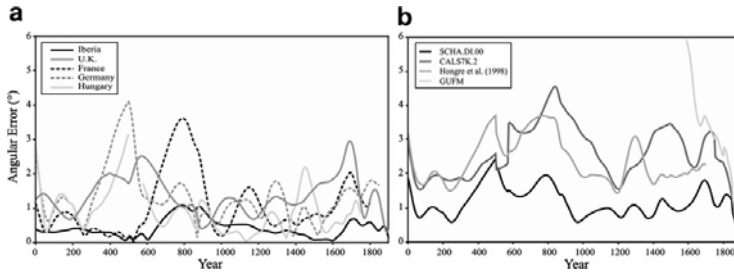 a
6
5
4
3
2
1
0
Angular Error (°)
Iberia
U.K.
France
Germany
Hungary
0 200 400 600 800 1000 1200 1400 1600 1800
Year
b
6
5
4
3
2
1
0
SCHA.DI.00
CALS7K.2
Hongre et al. (1998)
GUFM
0 200 400 600 800 1000 1200 1400 1600 1800
Year